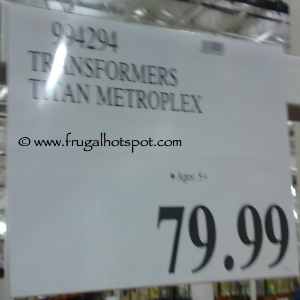 994294
TRANSFORMERS
TITAN METROPLEX
© www.frugalhotspot.com
• Ages: 5+
79.99